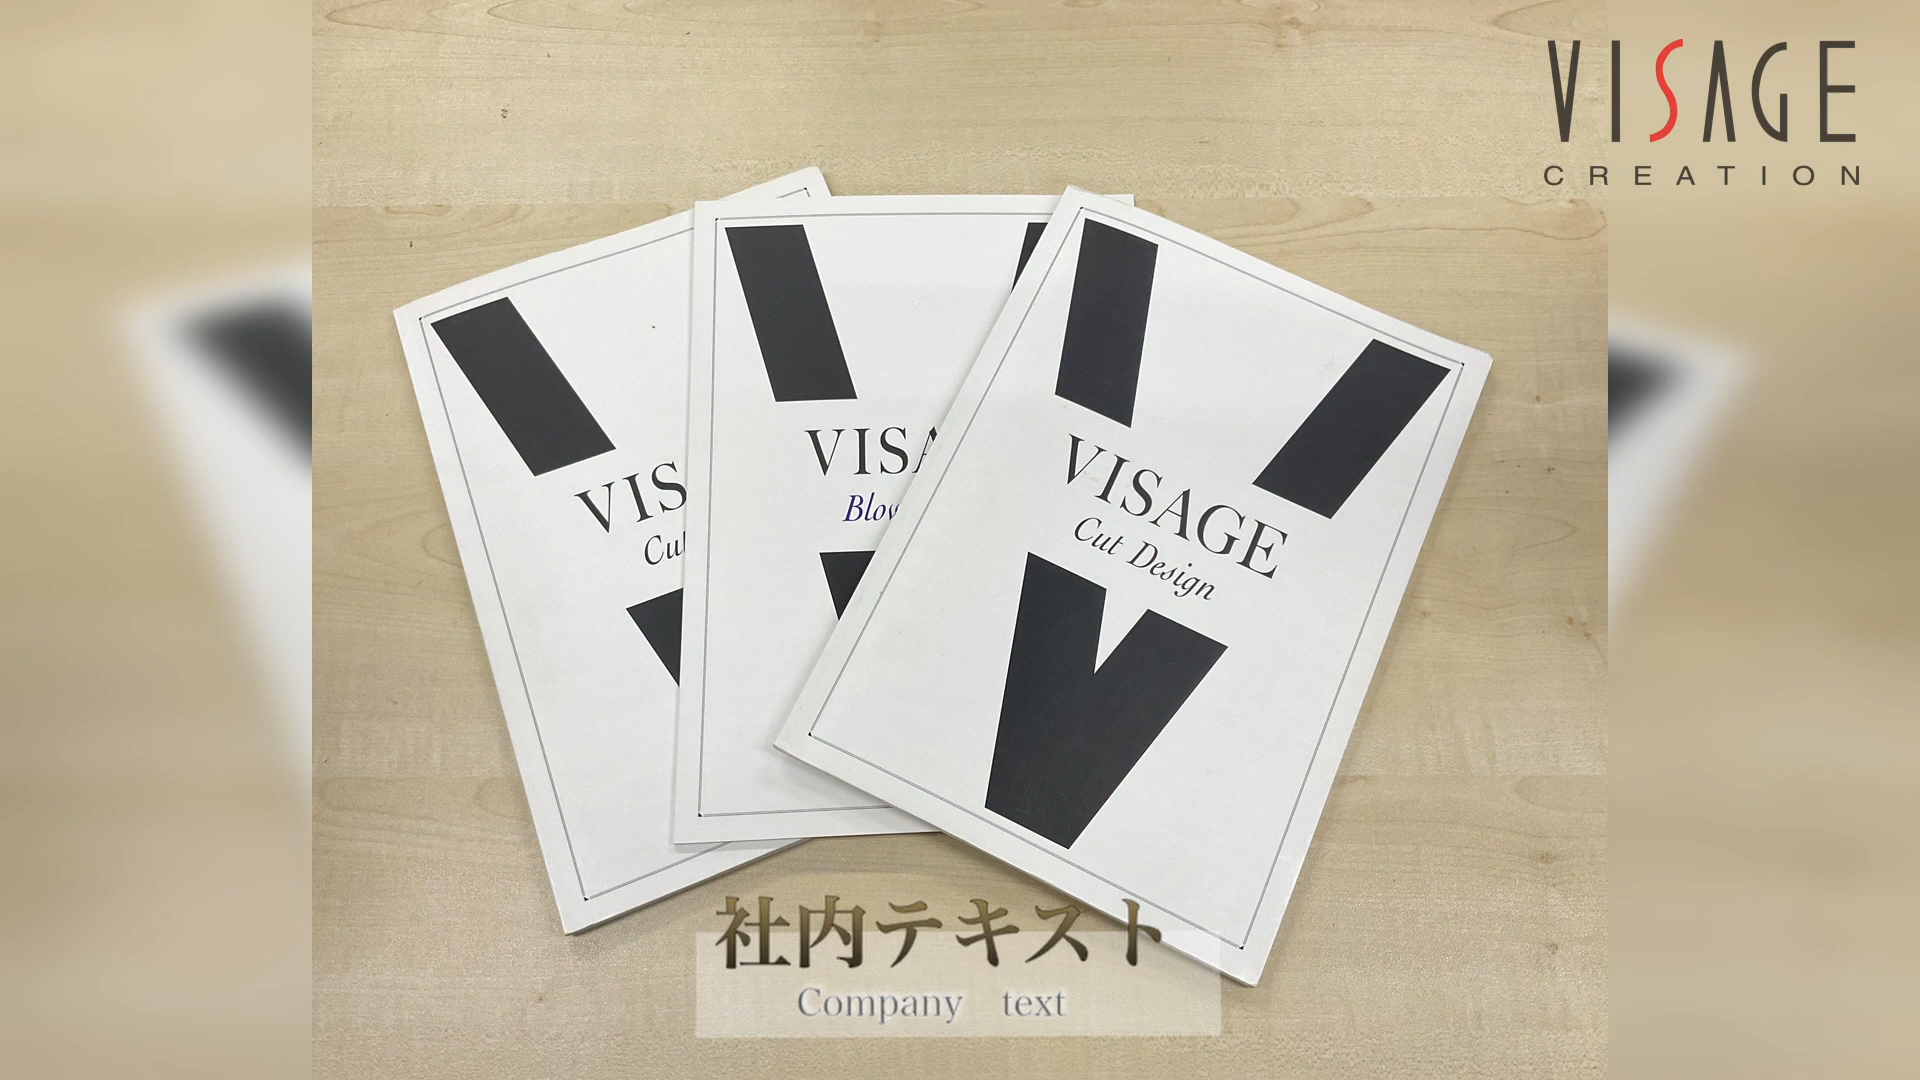 VISAGE
CREATION
VIS
Cut
VISA
Blow
VISAGE
Cut Design
社内テキスト
Company text